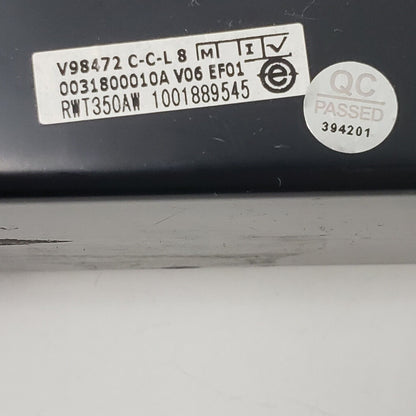 V98472 C-C-L 8 M I ✓
0031800010A V06 EF01 e
RWT350AW 1001889545
QC
PASSED
394201